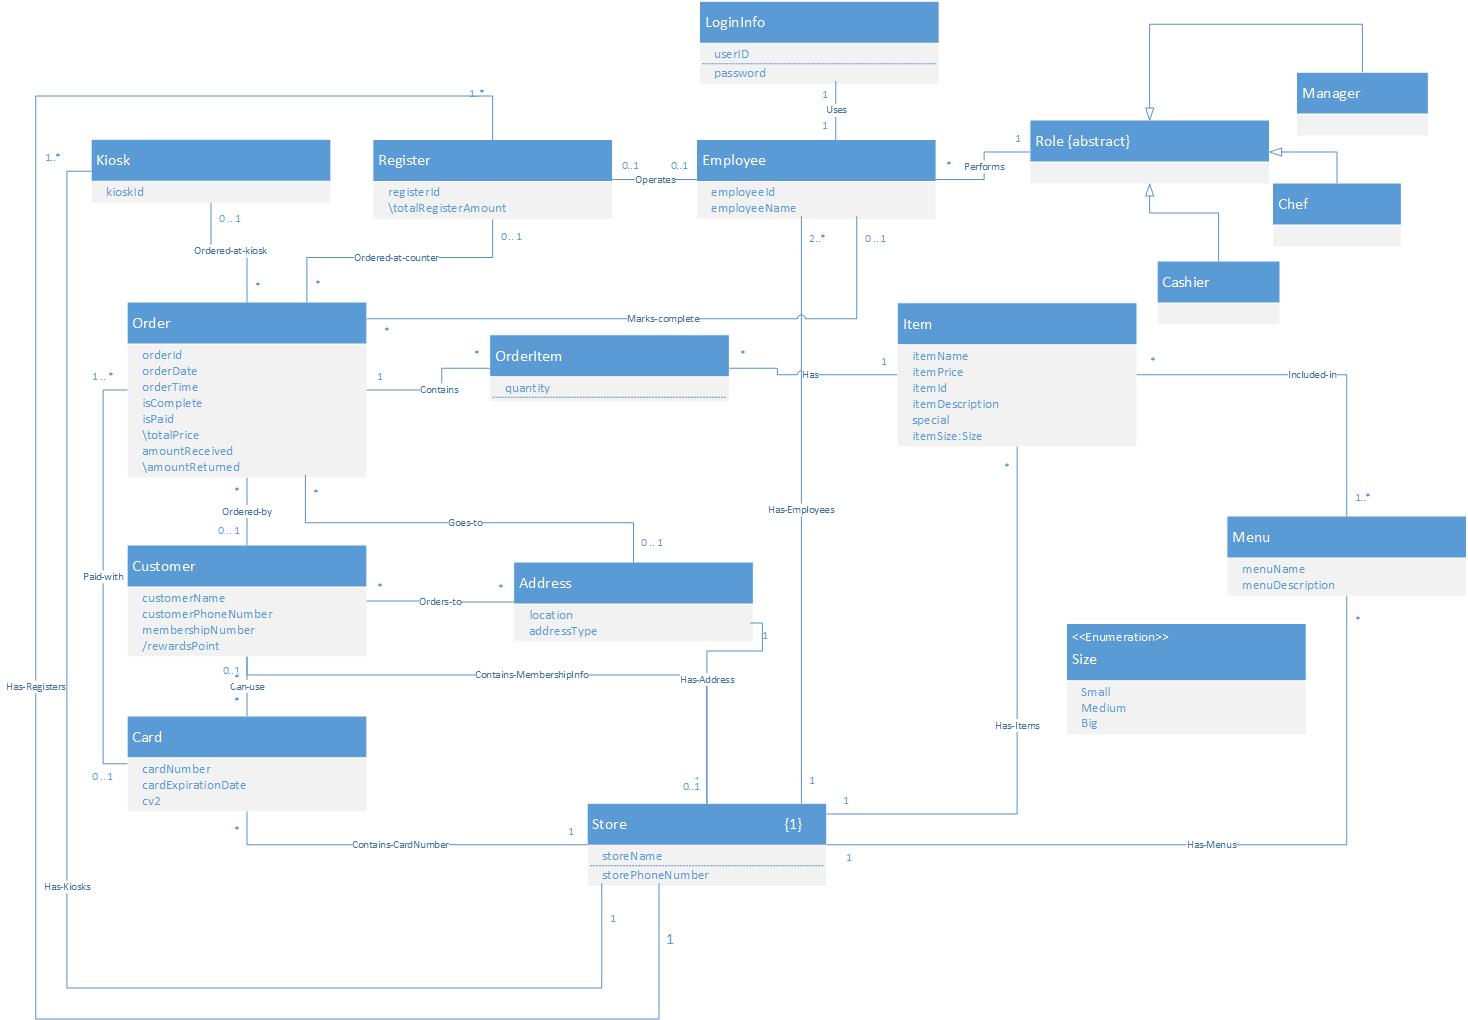 LoginInfo
userID
password
1
Uses
1
Manager
Role {abstract}
1
Performs
*
Chef
Cashier
1..*
Kiosk
kioskId
1..*
Register
registerId
\totalRegisterAmount
0..1
Operates
0..1
Employee
employeeId
employeeName
0..1
Ordered-at-kiosk
*
0..1
Ordered-at-counter
*
2..*
0..1
Marks-complete
*
Order
orderId
orderDate
orderTime
isComplete
isPaid
\totalPrice
amountReceived
\amountReturned
1
Contains
*
OrderItem
quantity
*
Has
1
Item
itemName
itemPrice
itemId
itemDescription
special
itemSize:Size
*
Included-in
1..*
Menu
menuName
menuDescription
*
1..*
Paid-with
0..1
*
Ordered-by
0..1
*
Goes-to
0..1
Has-Employees
1
*
Has-Items
1
Customer
customerName
customerPhoneNumber
membershipNumber
/rewardsPoint
*
Orders-to
*
Address
location
addressType
1
Has-Address
<<Enumeration>>
Size
Small
Medium
Big
0..1
*
Can-use
*
Contains-MembershipInfo
Has-Registers
Card
cardNumber
cardExpirationDate
cv2
*
Contains-CardNumber
1
0..1
Store {1}
storeName
storePhoneNumber
1
Has-Menus
Has-Kiosks
1
1